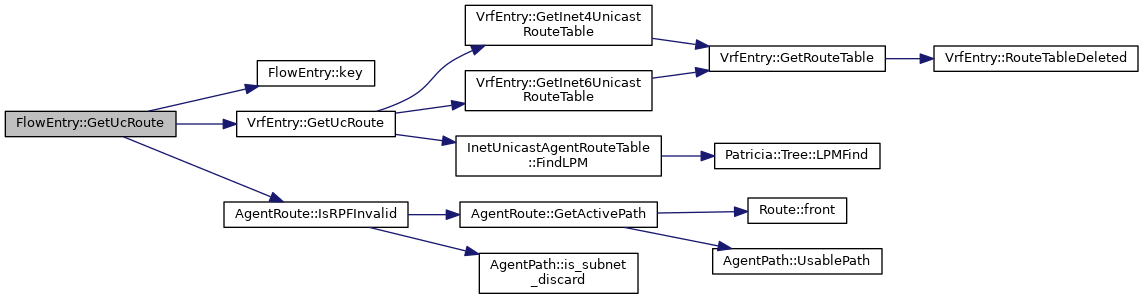 FlowEntry::GetUcRoute
FlowEntry::key
VrfEntry::GetUcRoute
AgentRoute::IsRPFInvalid
VrfEntry::GetInet4Unicast
RouteTable
VrfEntry::GetInet6Unicast
RouteTable
InetUnicastAgentRouteTable
::FindLPM
AgentRoute::GetActivePath
AgentPath::is_subnet
_discard
VrfEntry::GetRouteTable
Patricia::Tree::LPMFind
Route::front
AgentPath::UsablePath
VrfEntry::RouteTableDeleted